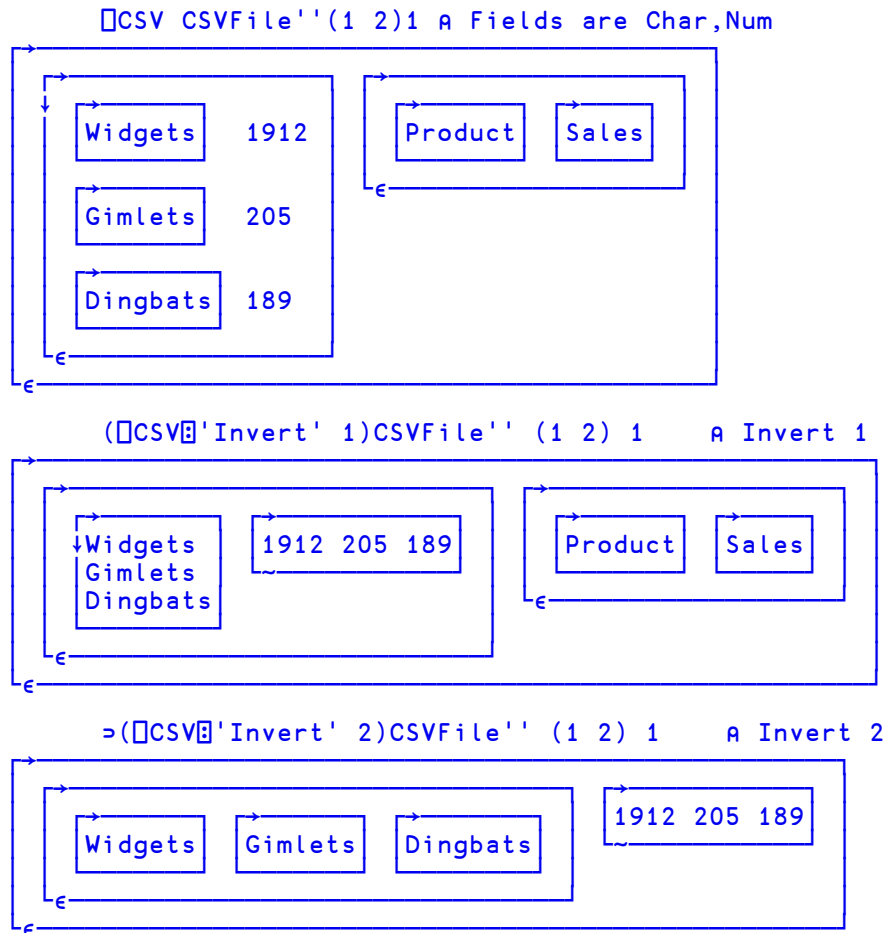 ⎕CSV CSVFile''(1 2)1 ⍝ Fields are Char,Num
Widgets 1912 Product Sales
Gimlets 205
Dingbats 189
(⎕CSV⍠'Invert' 1)CSVFile'' (1 2) 1 ⍝ Invert 1
Widgets 1912 205 189 Product Sales
Gimlets
Dingbats
⊃(⎕CSV⍠'Invert' 2)CSVFile'' (1 2) 1 ⍝ Invert 2
Widgets Gimlets Dingbats 1912 205 189